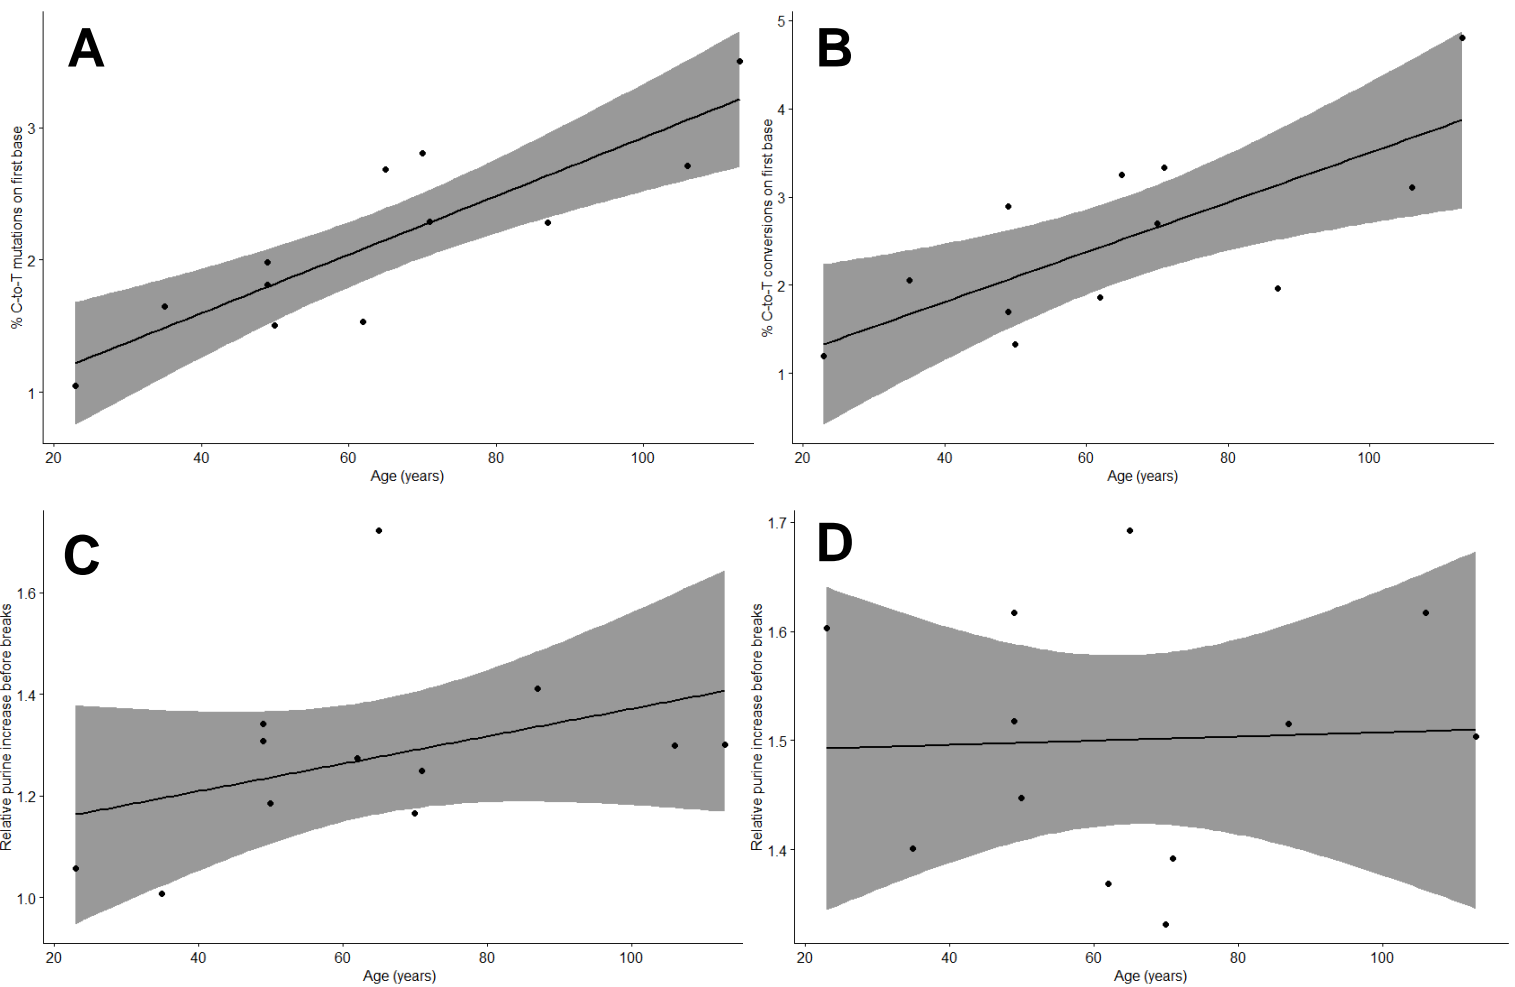 A
% C-to-T mutations on first base
3
2
1
20 40 60 80 100
Age (years)
B
% C-to-T conversions on first base
5
4
3
2
1
20 40 60 80 100
Age (years)
C
Relative purine increase before breaks
1.6
1.4
1.2
1.0
20 40 60 80 100
Age (years)
D
Relative purine increase before breaks
1.7
1.6
1.5
1.4
20 40 60 80 100
Age (years)